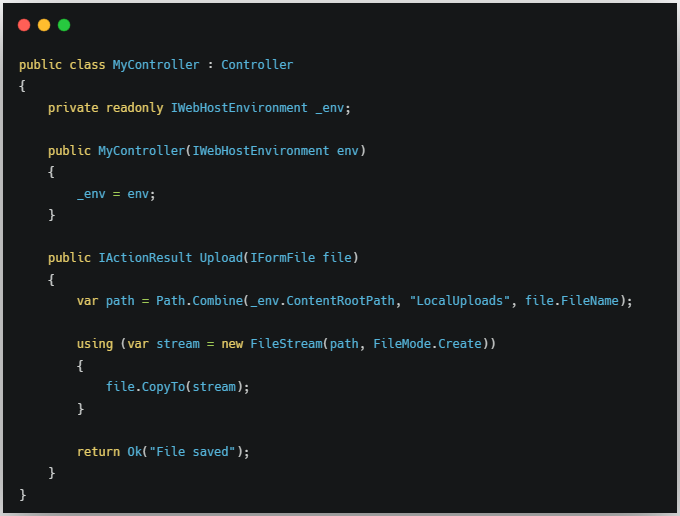 public class MyController : Controller
{
    private readonly IWebHostEnvironment _env;
    public MyController(IWebHostEnvironment env)
    {
        _env = env;
    }
    public IActionResult Upload(IFormFile file)
    {
        var path = Path.Combine(_env.ContentRootPath, "LocalUploads", file.FileName);
        using (var stream = new FileStream(path, FileMode.Create))
        {
            file.CopyTo(stream);
        }
        return Ok("File saved");
    }
}